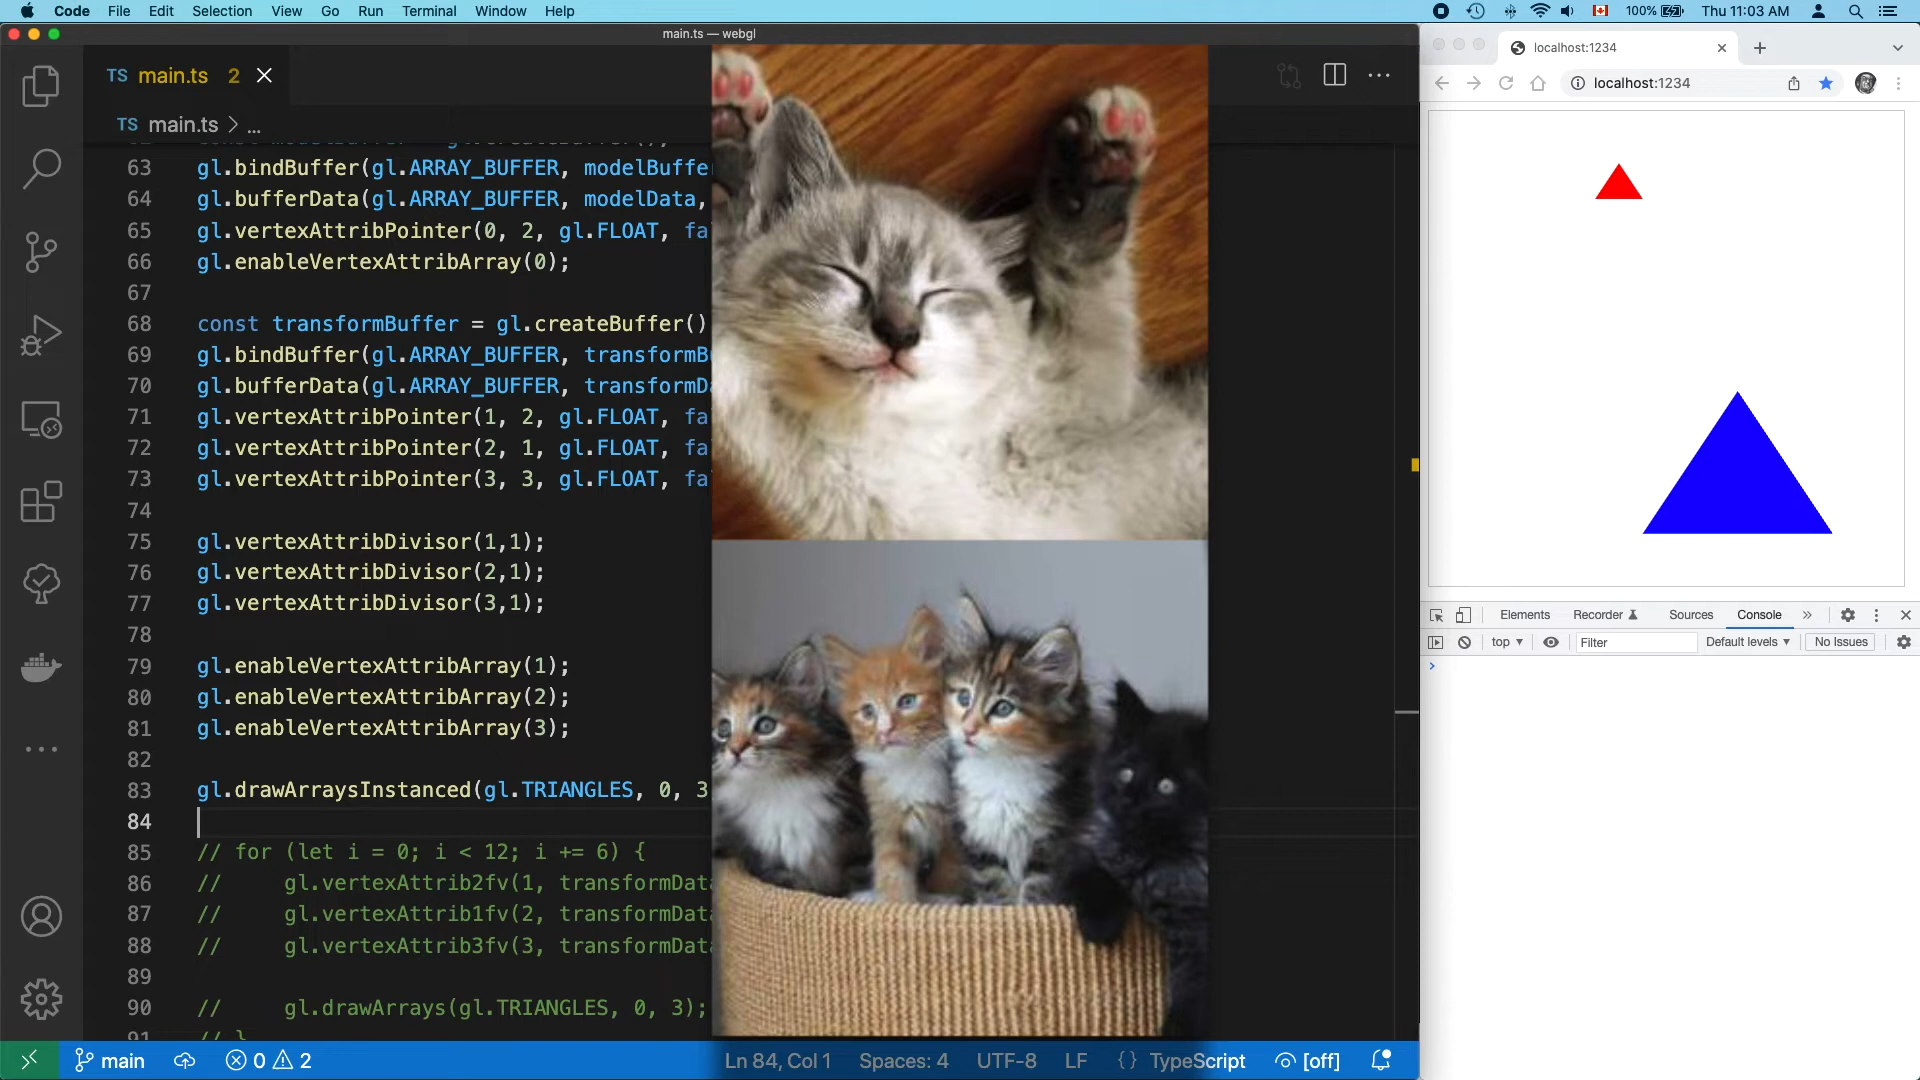 Code File Edit Selection View Go Run Terminal Window Help 100% Thu 11:03 AM
main.ts — webgl
TS main.ts 2
TS main.ts > ...
63 gl.bindBuffer(gl.ARRAY_BUFFER, modelBuffe
64 gl.bufferData(gl.ARRAY_BUFFER, modelData,
65 gl.vertexAttribPointer(0, 2, gl.FLOAT, fa
66 gl.enableVertexAttribArray(0);
67
68 const transformBuffer = gl.createBuffer()
69 gl.bindBuffer(gl.ARRAY_BUFFER, transformB
70 gl.bufferData(gl.ARRAY_BUFFER, transformDa
71 gl.vertexAttribPointer(1, 2, gl.FLOAT, fa
72 gl.vertexAttribPointer(2, 1, gl.FLOAT, fa
73 gl.vertexAttribPointer(3, 3, gl.FLOAT, fa
74
75 gl.vertexAttribDivisor(1,1);
76 gl.vertexAttribDivisor(2,1);
77 gl.vertexAttribDivisor(3,1);
78
79 gl.enableVertexAttribArray(1);
80 gl.enableVertexAttribArray(2);
81 gl.enableVertexAttribArray(3);
82
83 gl.drawArraysInstanced(gl.TRIANGLES, 0, 3
84
85 // for (let i = 0; i < 12; i += 6) {
86 // gl.vertexAttrib2fv(1, transformData
87 // gl.vertexAttrib1fv(2, transformData
88 // gl.vertexAttrib3fv(3, transformData
89
90 // gl.drawArrays(gl.TRIANGLES, 0, 3);
91 // }
main 0 2 Ln 84, Col 1 Spaces: 4 UTF-8 LF {} TypeScript [off]
localhost:1234
localhost:1234
Elements Recorder Sources Console »
top Filter Default levels No Issues